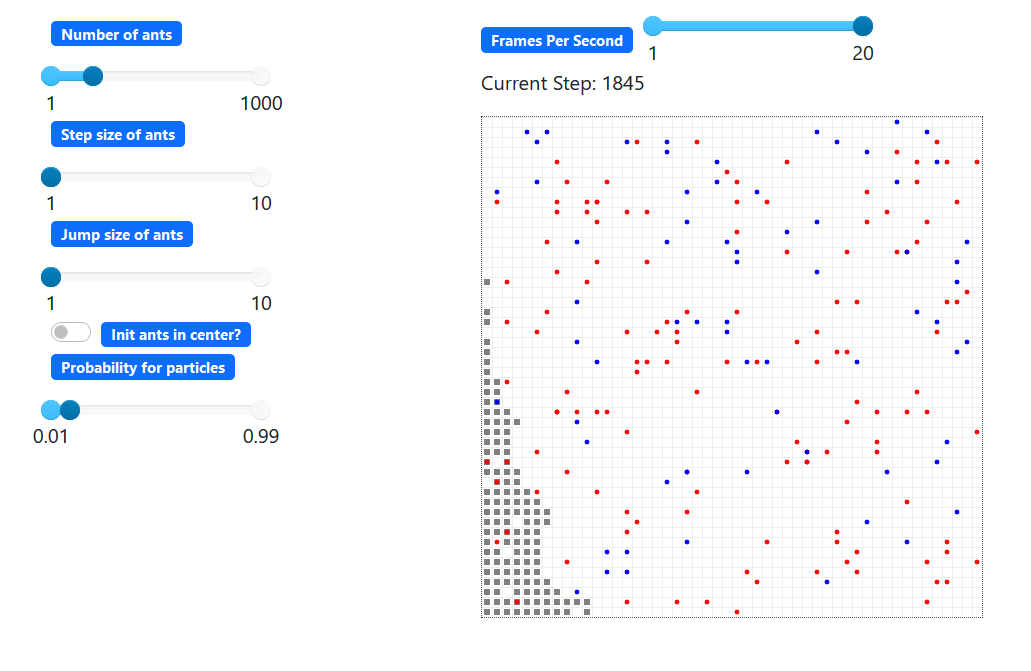 Number of ants
1 1000
Step size of ants
1 10
Jump size of ants
1 10
Init ants in center?
Probability for particles
0.01 0.99
Frames Per Second
1 20
Current Step: 1845